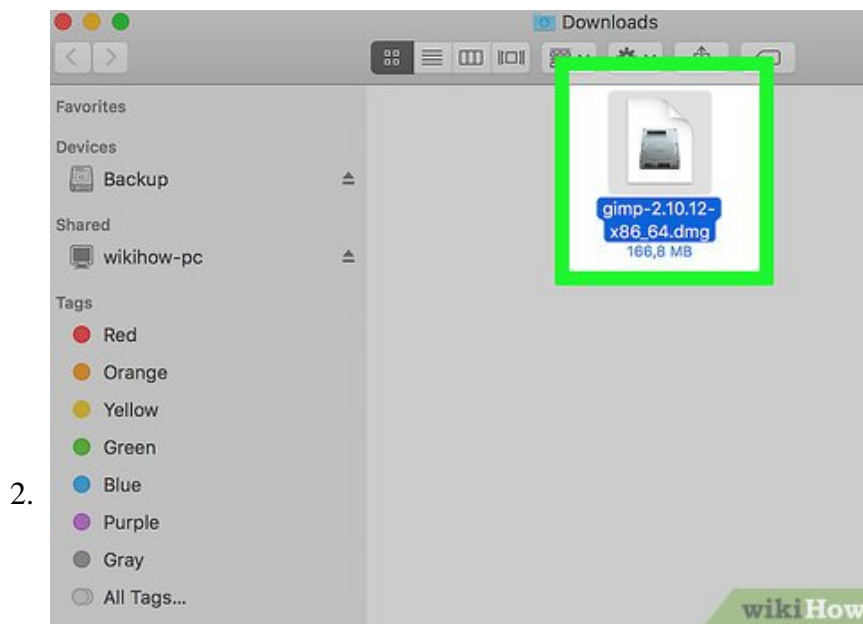 Downloads
Favorites
Devices
Backup
Shared
wikihow-pc
Tags
Red
Orange
Yellow
Green
Blue
Purple
Gray
All Tags...
gimp-2.10.12-
x86_64.dmg
166,8 MB
2.
wikiHow